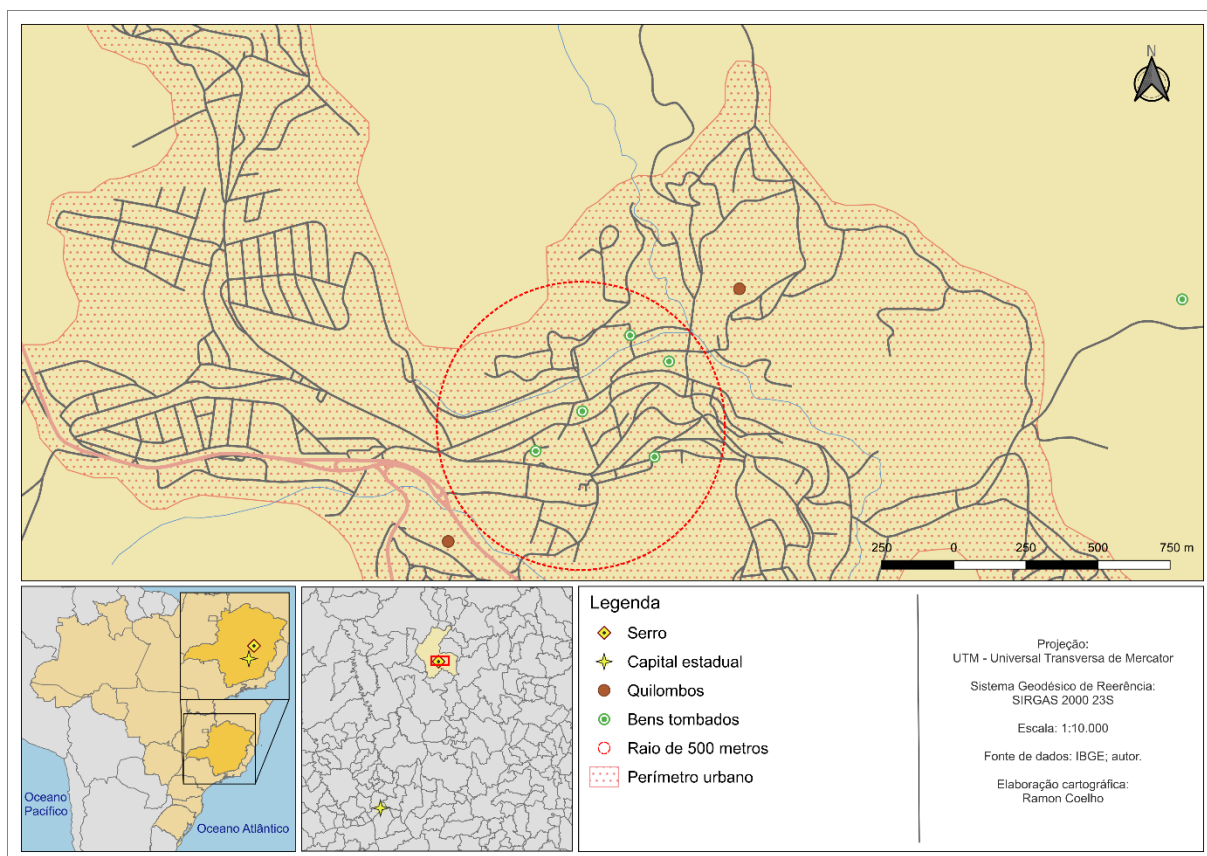 N
250 0 250 500 750 m
Oceano
Pacífico
Oceano Atlântico
Legenda
Serro
Capital estadual
Quilombos
Bens tombados
Raio de 500 metros
Perímetro urbano
Projeção:
UTM - Universal Transversa de Mercator
Sistema Geodésico de Reerência:
SIRGAS 2000 23S
Escala: 1:10.000
Fonte de dados: IBGE; autor.
Elaboração cartográfica:
Ramon Coelho